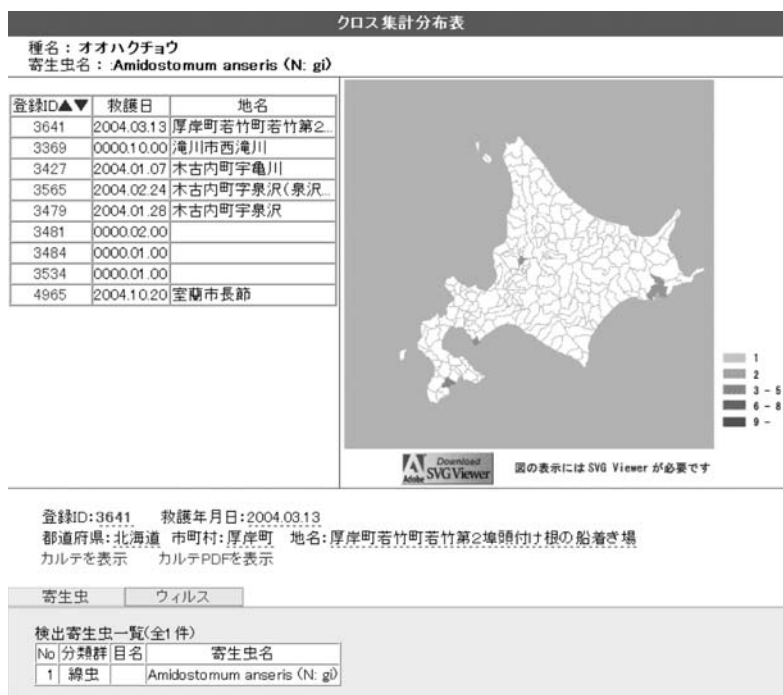 クロス集計分布表
種名：オオハクチョウ
寄生虫名：:Amidostomum anseris (N: gi)
登録ID▲▼ 救護日 地名
3641 2004.03.13 厚岸町若竹町若竹第2...
3369 0000.10.00 滝川市西滝川
3427 2004.01.07 木古内町字亀川
3565 2004.02.24 木古内町字泉沢(泉沢...
3479 2004.01.28 木古内町字泉沢
3481 0000.02.00
3484 0000.01.00
3534 0000.01.00
4965 2004.10.20 室蘭市長節
1
2
3 - 5
6 - 8
9 -
Adobe Download SVG Viewer 図の表示には SVG Viewer が必要です
登録ID:3641 救護年月日:2004.03.13
都道府県:北海道 市町村:厚岸町 地名:厚岸町若竹町若竹第2埠頭付け根の船着き場
カルテを表示 カルテPDFを表示
寄生虫 ウィルス
検出寄生虫一覧(全1件)
No 分類群 目名 寄生虫名
1 線虫 Amidostomum anseris (N: gi)